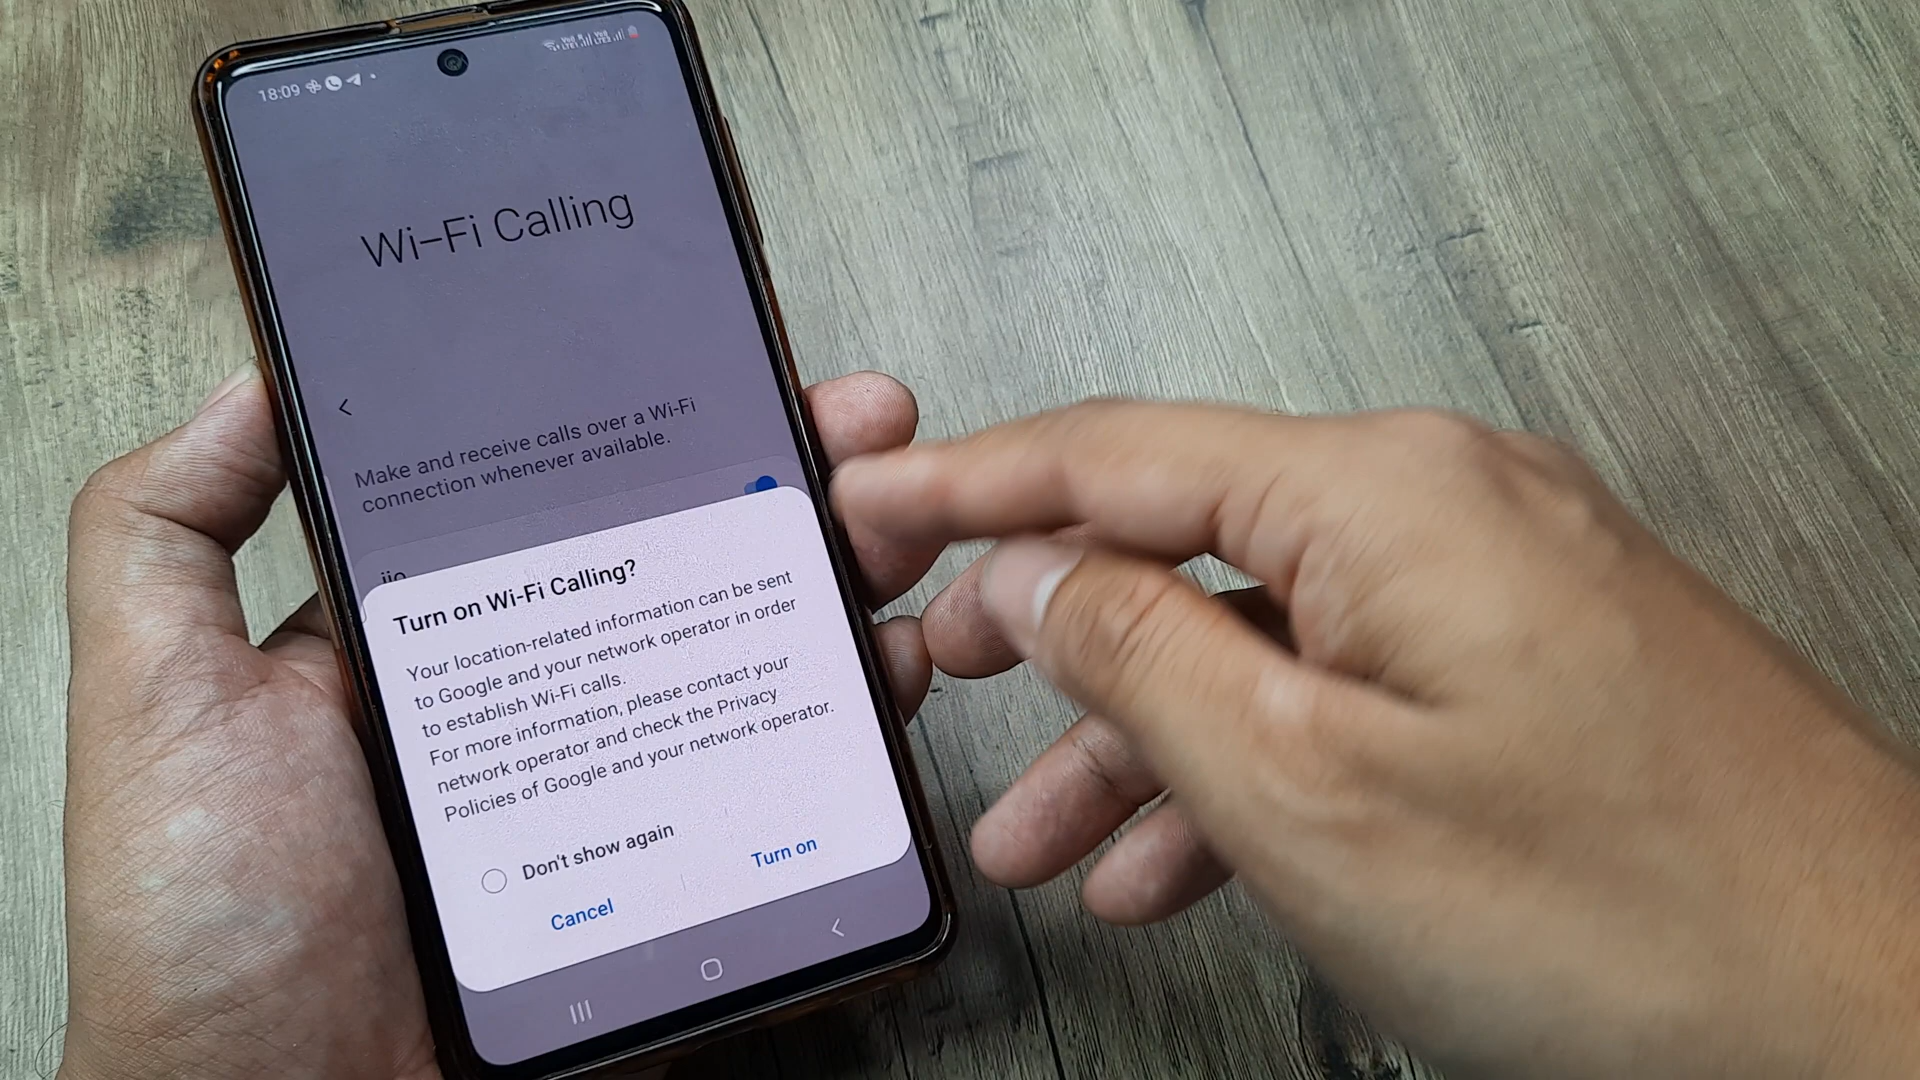 18:09
Wi-Fi Calling
Make and receive calls over a Wi-Fi
connection whenever available.
jio
Turn on Wi-Fi Calling?
Your location-related information can be sent
to Google and your network operator in order
to establish Wi-Fi calls.
For more information, please contact your
network operator and check the Privacy
Policies of Google and your network operator.
Don't show again
Cancel
Turn on